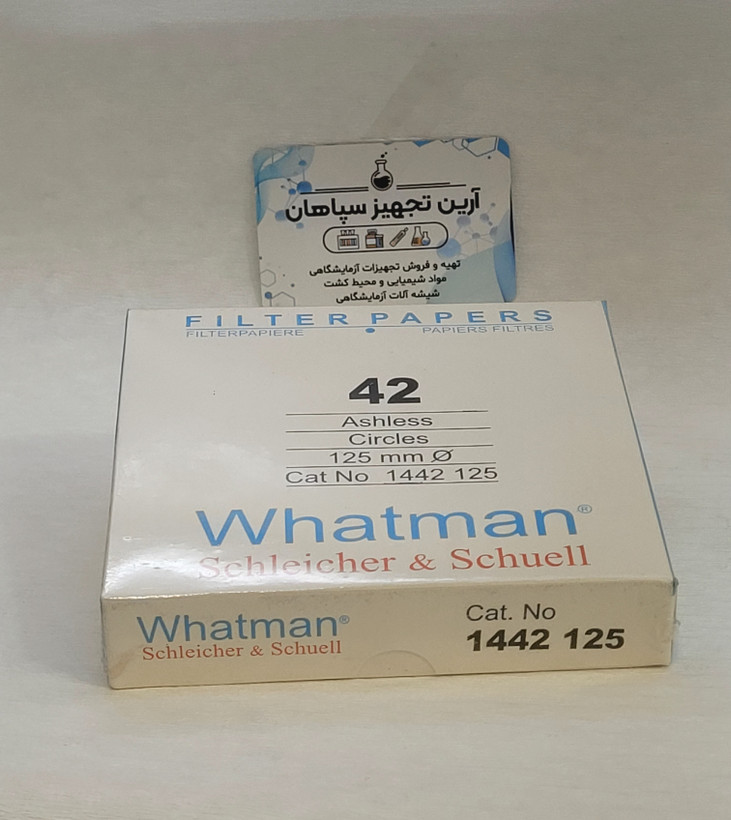 آرین تجهیز سپاهان
تهیه و فروش تجهیزات آزمایشگاهی
مواد شیمیایی و محیط کشت
شیشه آلات آزمایشگاهی
FILTER PAPERS
FILTERPAPIERE PAPIERS FILTRES
42
Ashless
Circles
125 mm Ø
Cat No 1442 125
Whatman®
Schleicher & Schuell
Whatman®
Schleicher & Schuell
Cat. No
1442 125